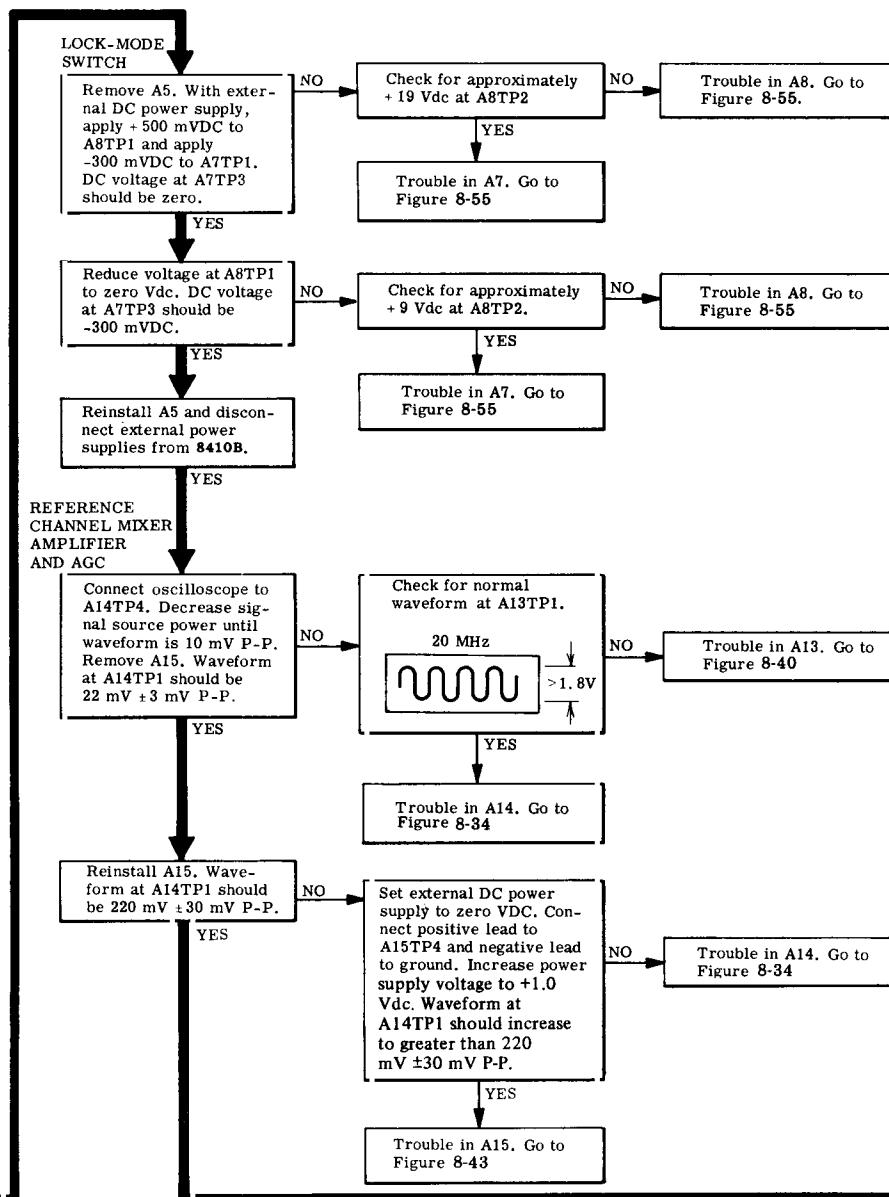 LOCK-MODE
SWITCH
Remove A5. With exter-
nal DC power supply,
apply + 500 mVDC to
A8TP1 and apply
-300 mVDC to A7TP1.
DC voltage at A7TP3
should be zero.
NO
Check for approximately
+ 19 Vdc at A8TP2
NO
Trouble in A8. Go to
Figure 8-55.
YES
Trouble in A7. Go to
Figure 8-55
YES
Reduce voltage at A8TP1
to zero Vdc. DC voltage
at A7TP3 should be
-300 mVDC.
NO
Check for approximately
+ 9 Vdc at A8TP2.
NO
Trouble in A8. Go to
Figure 8-55
YES
Trouble in A7. Go to
Figure 8-55
YES
Reinstall A5 and discon-
nect external power
supplies from 8410B.
YES
REFERENCE
CHANNEL MIXER
AMPLIFIER
AND AGC
Connect oscilloscope to
A14TP4. Decrease sig-
nal source power until
waveform is 10 mV P-P.
Remove A15. Waveform
at A14TP1 should be
22 mV ±3 mV P-P.
NO
Check for normal
waveform at A13TP1.
20 MHz
>1.8V
NO
Trouble in A13. Go to
Figure 8-40
YES
Trouble in A14. Go to
Figure 8-34
YES
Reinstall A15. Wave-
form at A14TP1 should
be 220 mV ±30 mV P-P.
NO
Set external DC power
supply to zero VDC. Con-
nect positive lead to
A15TP4 and negative lead
to ground. Increase power
supply voltage to +1.0
Vdc. Waveform at
A14TP1 should increase
to greater than 220
mV ±30 mV P-P.
NO
Trouble in A14. Go to
Figure 8-34
YES
Trouble in A15. Go to
Figure 8-43
YES